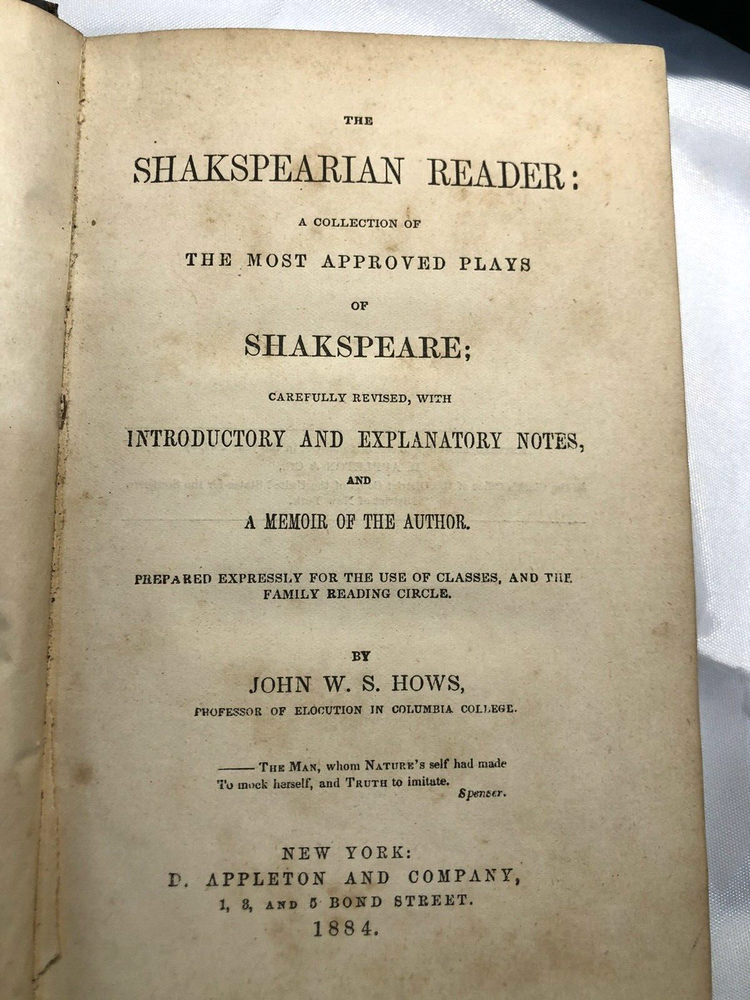 THE
SHAKSPEARIAN READER:
A COLLECTION OF
THE MOST APPROVED PLAYS
OF
SHAKSPEARE;
CAREFULLY REVISED, WITH
INTRODUCTORY AND EXPLANATORY NOTES,
AND
A MEMOIR OF THE AUTHOR.
PREPARED EXPRESSLY FOR THE USE OF CLASSES, AND THE
FAMILY READING CIRCLE.
BY
JOHN W. S. HOWS,
PROFESSOR OF ELOCUTION IN COLUMBIA COLLEGE.
—— THE MAN, whom NATURE'S self had made
To mock herself, and TRUTH to imitate.
Spenser.
NEW YORK:
D. APPLETON AND COMPANY,
1, 3, AND 5 BOND STREET.
1884.